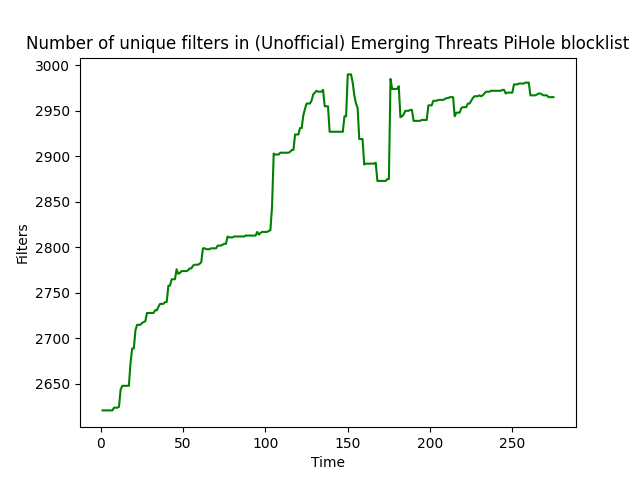 Number of unique filters in (Unofficial) Emerging Threats PiHole blocklist
3000
2950
2900
2850
2800
2750
2700
2650
Filters
0 50 100 150 200 250
Time